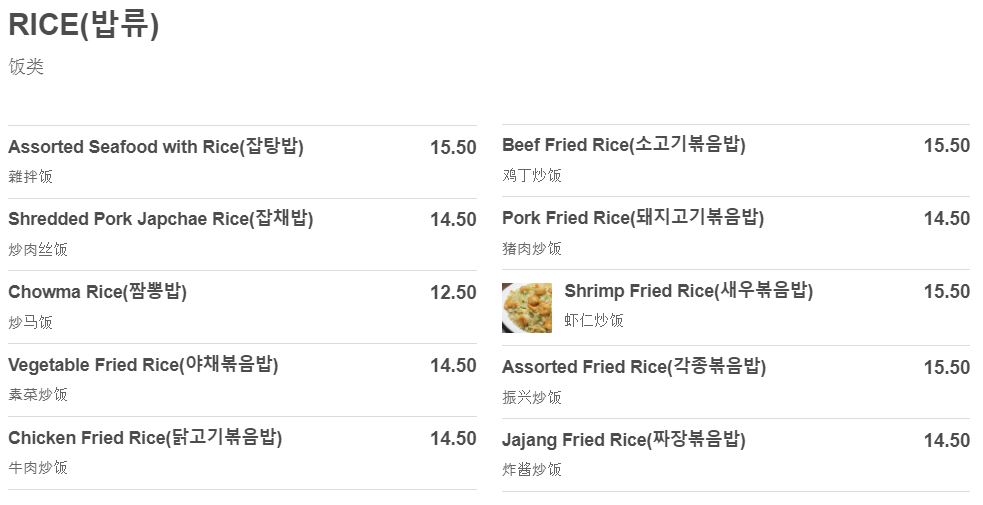 RICE(밥류)
饭类
Assorted Seafood with Rice(잡탕밥) 15.50
雜拌饭
Shredded Pork Japchae Rice(잡채밥) 14.50
炒肉丝饭
Chowma Rice(짬뽕밥) 12.50
炒马饭
Vegetable Fried Rice(야채볶음밥) 14.50
素菜炒饭
Chicken Fried Rice(닭고기볶음밥) 14.50
牛肉炒饭
Beef Fried Rice(소고기볶음밥) 15.50
鸡丁炒饭
Pork Fried Rice(돼지고기볶음밥) 14.50
猪肉炒饭
Shrimp Fried Rice(새우볶음밥) 15.50
虾仁炒饭
Assorted Fried Rice(각종볶음밥) 15.50
振兴炒饭
Jajang Fried Rice(짜장볶음밥) 14.50
炸酱炒饭